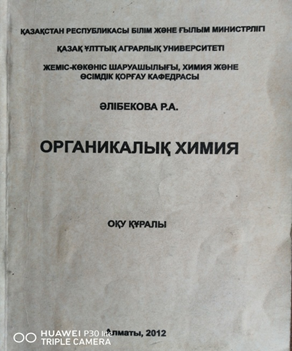 ҚАЗАҚСТАН РЕСПУБЛИКАСЫ БІЛІМ ЖӘНЕ ҒЫЛЫМ МИНИСТРЛІГІ
ҚАЗАҚ ҰЛТТЫҚ АГРАРЛЫҚ УНИВЕРСИТЕТІ
ЖЕМІС-КӨКӨНІС ШАРУАШЫЛЫҒЫ, ХИМИЯ ЖӘНЕ
ӨСІМДІК ҚОРҒАУ КАФЕДРАСЫ
ӘЛІБЕКОВА Р.А.
ОРГАНИКАЛЫҚ ХИМИЯ
ОҚУ ҚҰРАЛЫ
Алматы, 2012
HUAWEI P30 lite
TRIPLE CAMERA